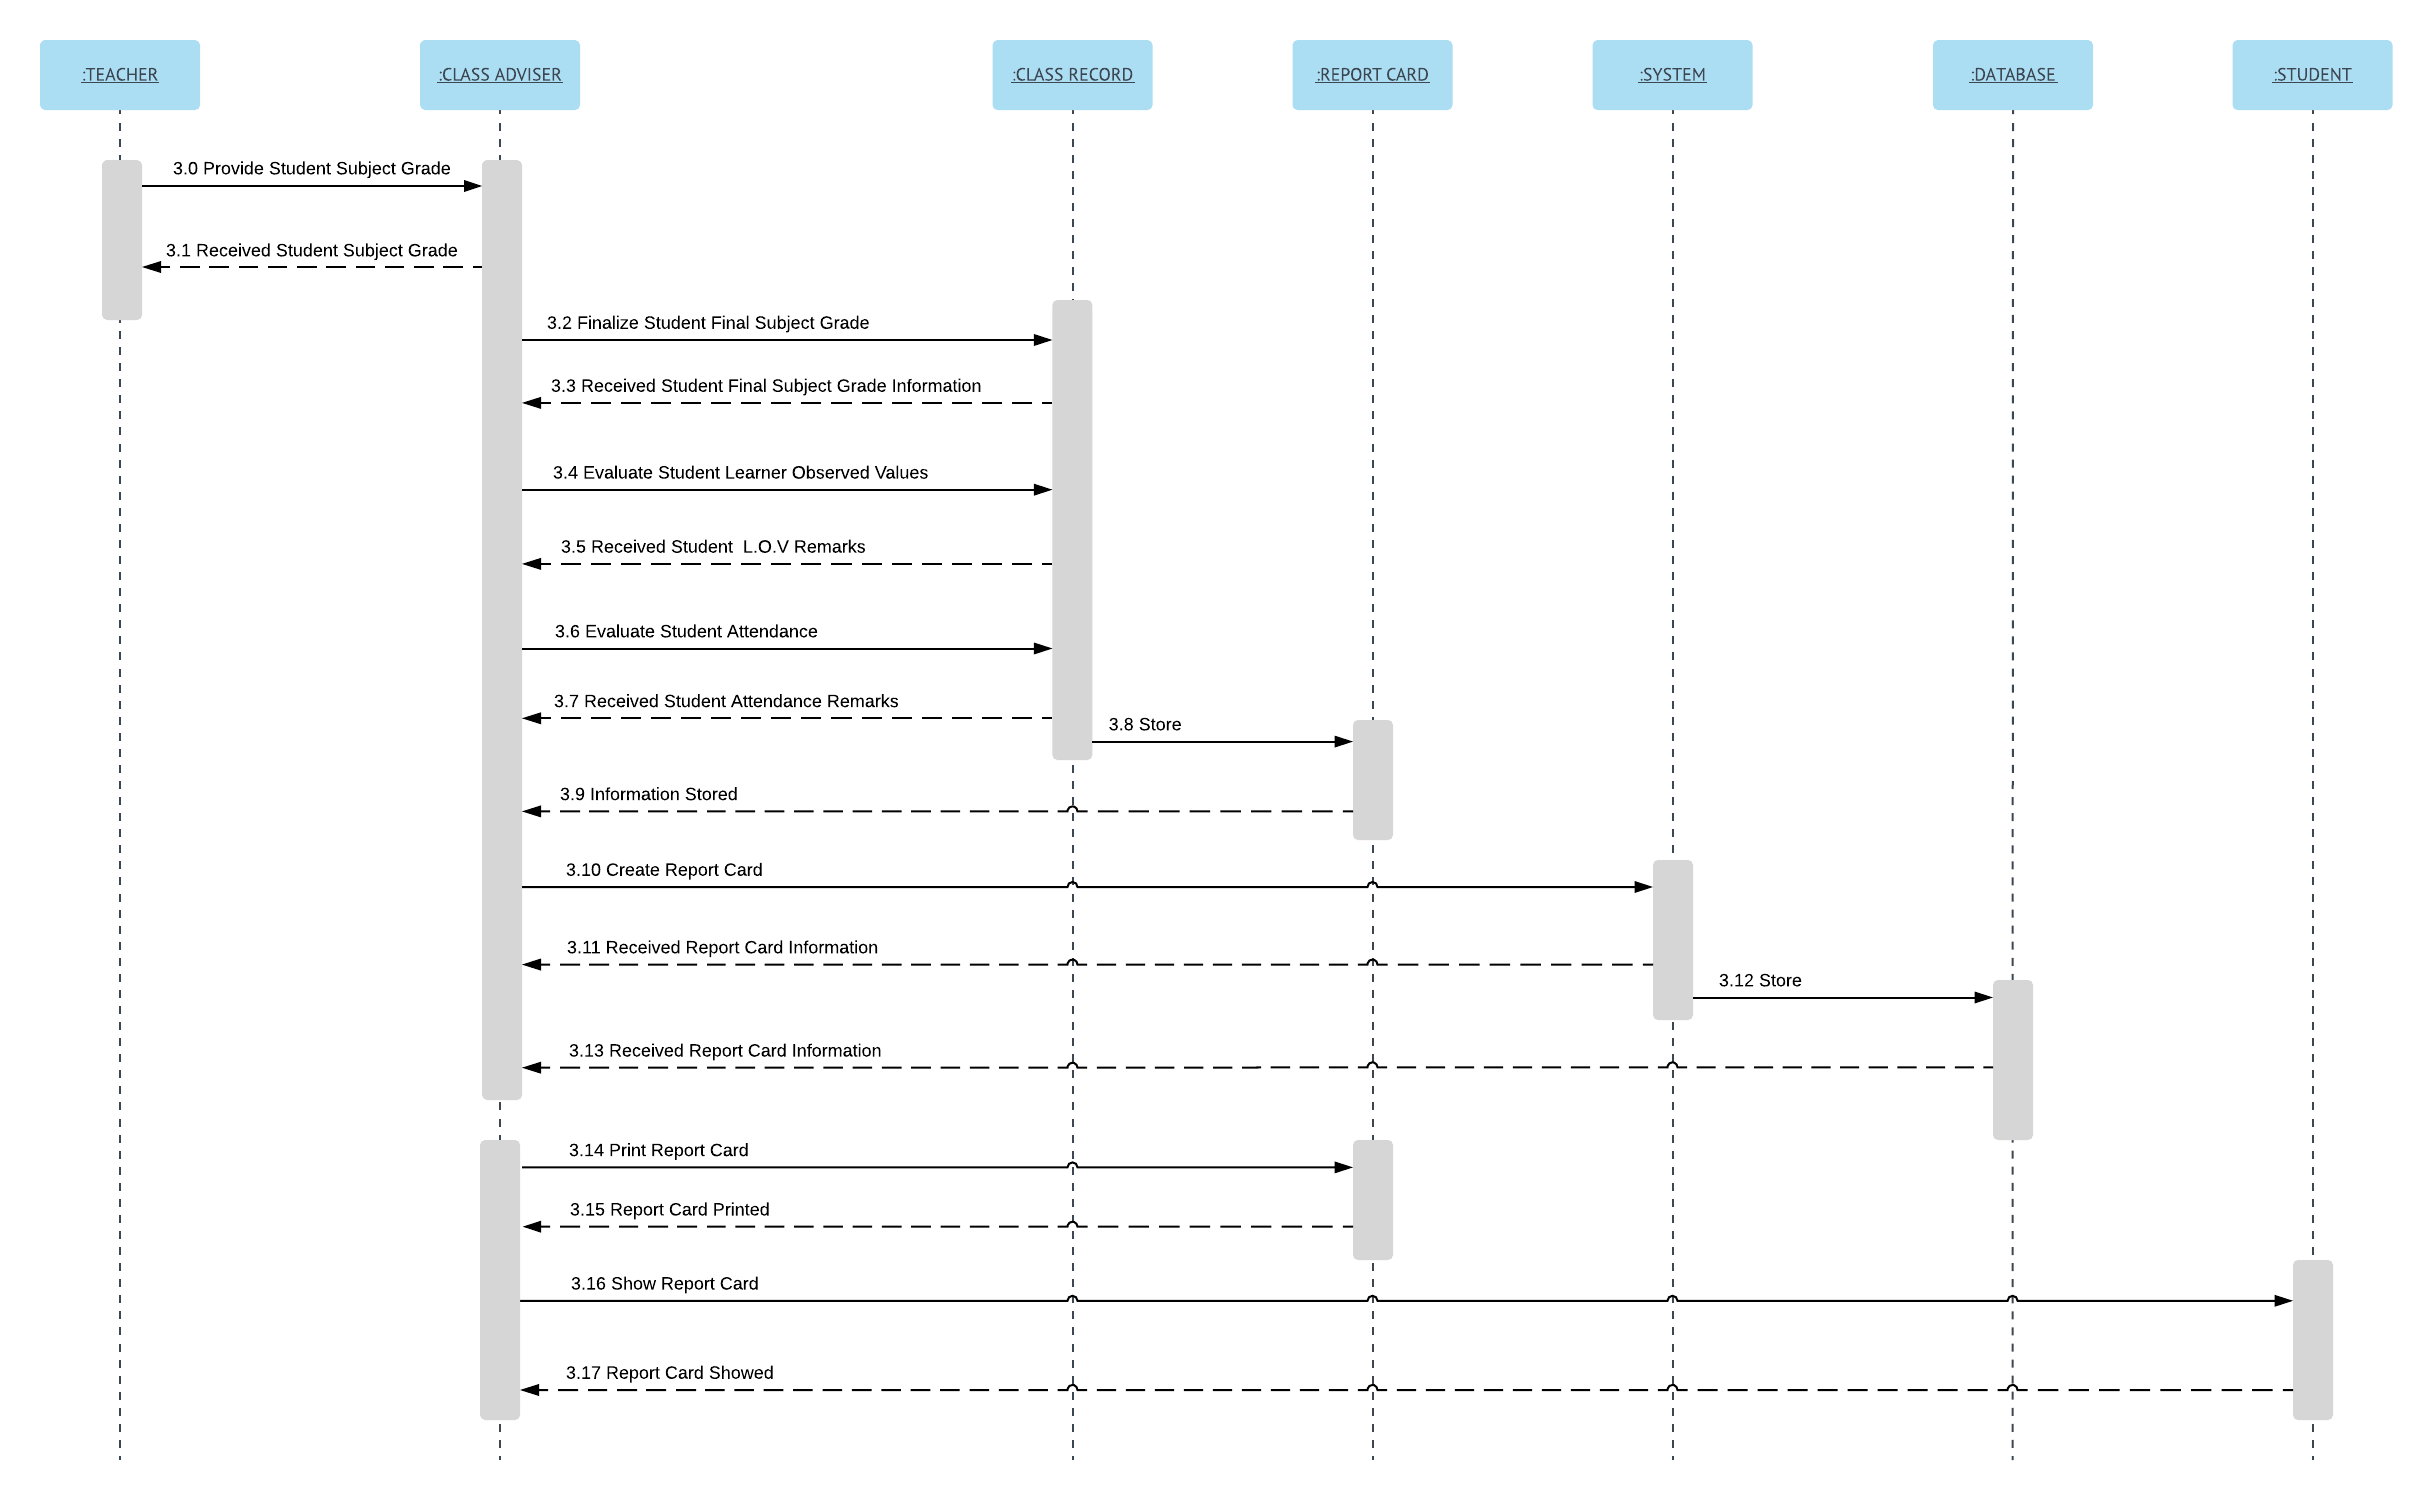 :TEACHER
:CLASS ADVISER
:CLASS RECORD
:REPORT CARD
:SYSTEM
:DATABASE
:STUDENT
3.0 Provide Student Subject Grade
3.1 Received Student Subject Grade
3.2 Finalize Student Final Subject Grade
3.3 Received Student Final Subject Grade Information
3.4 Evaluate Student Learner Observed Values
3.5 Received Student  L.O.V Remarks
3.6 Evaluate Student Attendance
3.7 Received Student Attendance Remarks
3.8 Store
3.9 Information Stored
3.10 Create Report Card
3.11 Received Report Card Information
3.12 Store
3.13 Received Report Card Information
3.14 Print Report Card
3.15 Report Card Printed
3.16 Show Report Card
3.17 Report Card Showed